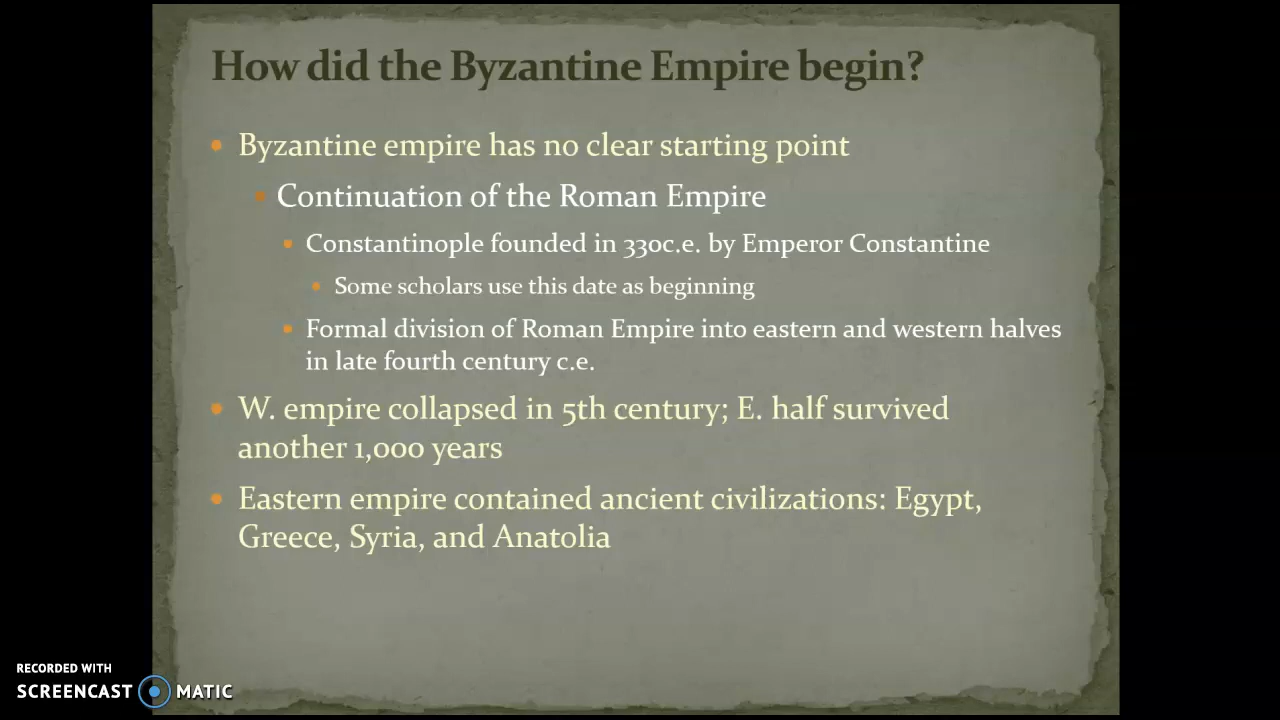 How did the Byzantine Empire begin?
Byzantine empire has no clear starting point
Continuation of the Roman Empire
Constantinople founded in 330c.e. by Emperor Constantine
Some scholars use this date as beginning
Formal division of Roman Empire into eastern and western halves
in late fourth century c.e.
W. empire collapsed in 5th century; E. half survived
another 1,000 years
Eastern empire contained ancient civilizations: Egypt,
Greece, Syria, and Anatolia
RECORDED WITH
SCREENCAST MATIC